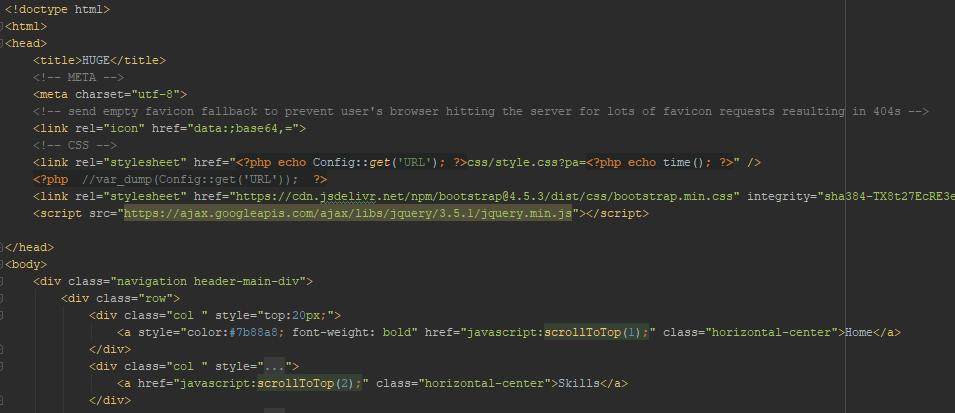 <!doctype html>
<html>
<head>
<title>HUGE</title>
<!-- META -->
<meta charset="utf-8">
<!-- send empty favicon fallback to prevent user's browser hitting the server for lots of favicon requests resulting in 404s -->
<link rel="icon" href="data:;base64,=">
<!-- CSS -->
<link rel="stylesheet" href="<?php echo Config::get('URL'); ?>css/style.css?pa=<?php echo time(); ?>" />
<?php  //var_dump(Config::get('URL'));  ?>
<link rel="stylesheet" href="https://cdn.jsdelivr.net/npm/bootstrap@4.5.3/dist/css/bootstrap.min.css" integrity="sha384-TX8t27EcRE3e
<script src="https://ajax.googleapis.com/ajax/libs/jquery/3.5.1/jquery.min.js"></script>
</head>
<body>
<div class="navigation header-main-div">
<div class="row">
<div class="col " style="top:20px;">
<a style="color:#7b88a8; font-weight: bold" href="javascript:scrollToTop(1);" class="horizontal-center">Home</a>
</div>
<div class="col " style="...">
<a href="javascript:scrollToTop(2);" class="horizontal-center">Skills</a>
</div>